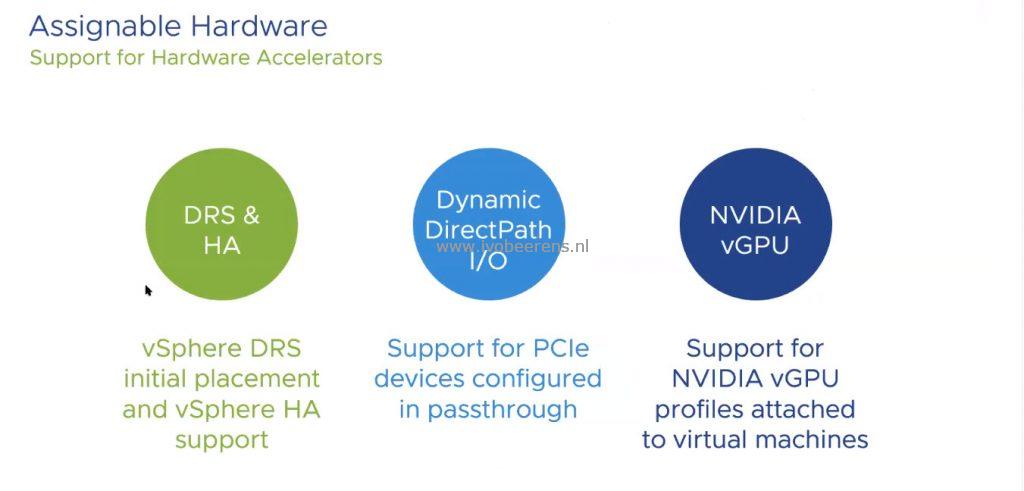 Assignable Hardware
Support for Hardware Accelerators
DRS &
HA
Dynamic
DirectPath
I/O
www.ivobeerens.nl
NVIDIA
vGPU
vSphere DRS
initial placement
and vSphere HA
support
Support for PCIe
devices configured
in passthrough
Support for
NVIDIA vGPU
profiles attached
to virtual machines